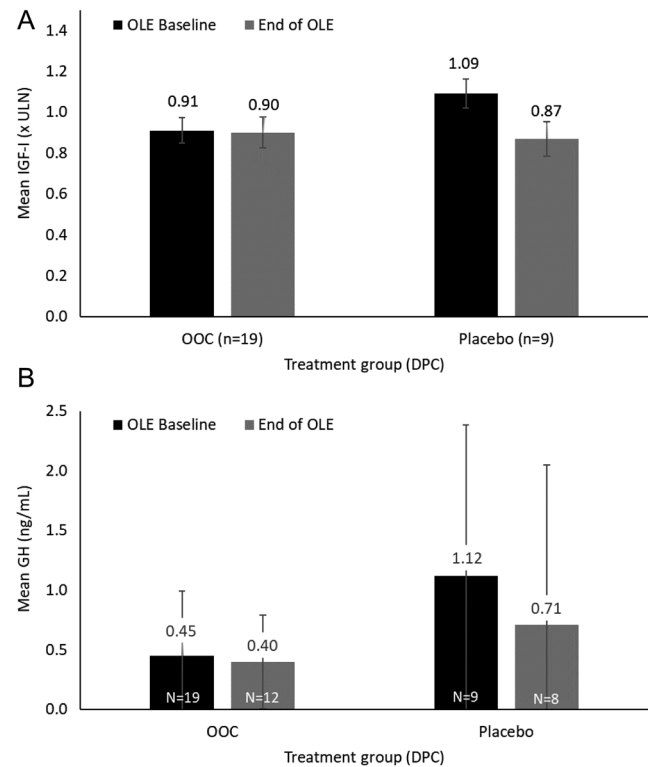 A
OLE Baseline End of OLE
Mean IGF-I (x ULN)
1.4
1.2
1.0
0.8
0.6
0.4
0.2
0.0
0.91
0.90
1.09
0.87
OOC (n=19) Placebo (n=9)
Treatment group (DPC)
B
OLE Baseline End of OLE
Mean GH (ng/mL)
2.5
2.0
1.5
1.0
0.5
0.0
0.45
0.40
1.12
0.71
N=19 N=12 N=9 N=8
OOC Placebo
Treatment group (DPC)